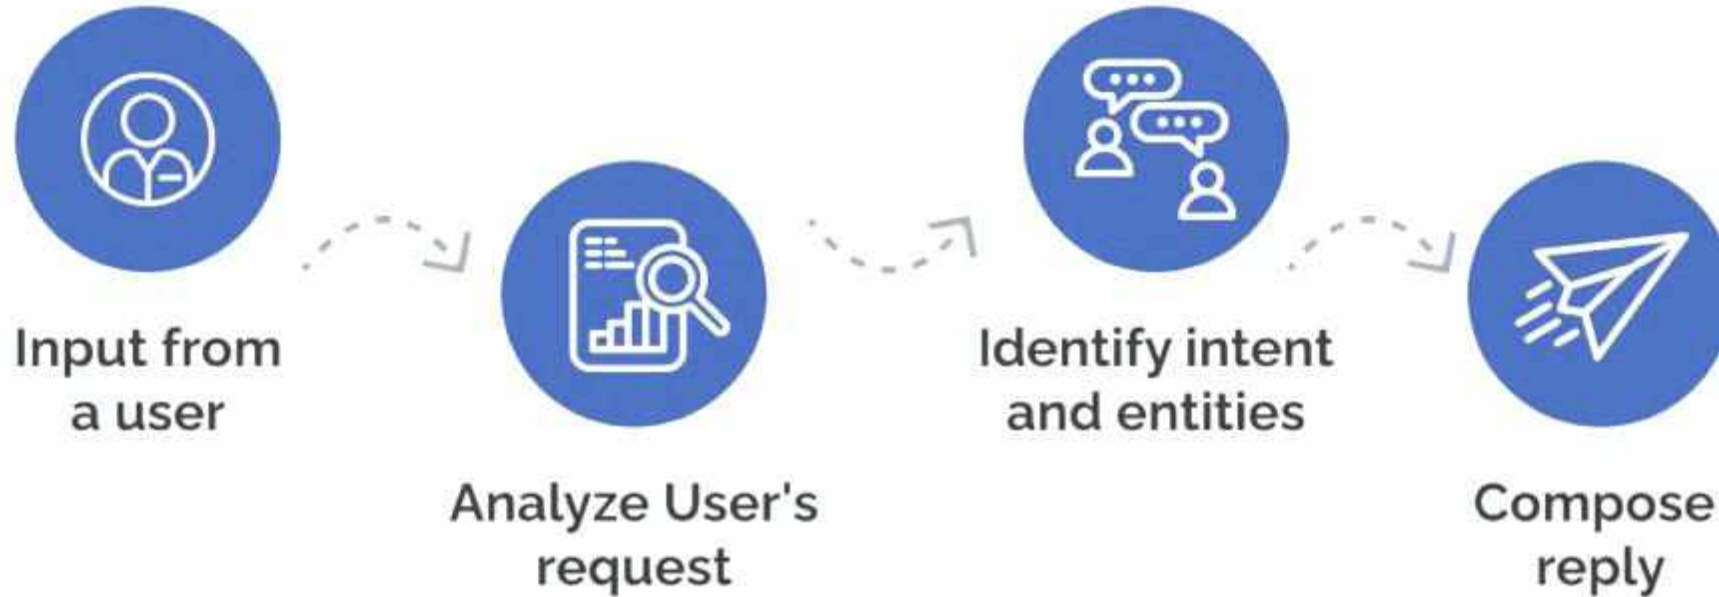 Input from
a user
Analyze User's
request
Identify intent
and entities
Compose
reply